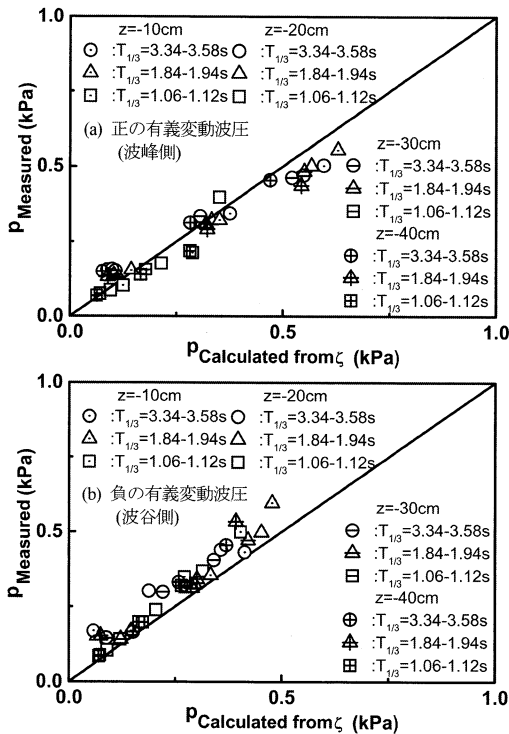 1.0
z=-10cm z=-20cm
:T1/3=3.34-3.58s :T1/3=3.34-3.58s
:T1/3=1.84-1.94s :T1/3=1.84-1.94s
:T1/3=1.06-1.12s :T1/3=1.06-1.12s
(a) 正の有義変動波圧
(波峰側)
z=-30cm
:T1/3=3.34-3.58s
:T1/3=1.84-1.94s
:T1/3=1.06-1.12s
z=-40cm
:T1/3=3.34-3.58s
:T1/3=1.84-1.94s
:T1/3=1.06-1.12s
pMeasured (kPa)
0.5
0.0
0.0 0.5 1.0
pCalculated from ζ (kPa)
1.0
z=-10cm z=-20cm
:T1/3=3.34-3.58s :T1/3=3.34-3.58s
:T1/3=1.84-1.94s :T1/3=1.84-1.94s
:T1/3=1.06-1.12s :T1/3=1.06-1.12s
(b) 負の有義変動波圧
(波谷側)
z=-30cm
:T1/3=3.34-3.58s
:T1/3=1.84-1.94s
:T1/3=1.06-1.12s
z=-40cm
:T1/3=3.34-3.58s
:T1/3=1.84-1.94s
:T1/3=1.06-1.12s
pMeasured (kPa)
0.5
0.0
0.0 0.5 1.0
pCalculated from ζ (kPa)